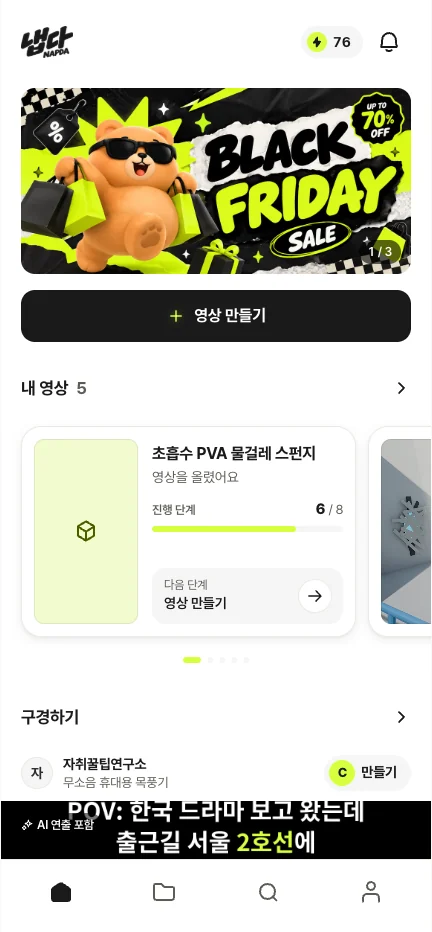 냅다
NAPDA
76
%
UP TO
70%
OFF
BLACK
FRIDAY
SALE
1 / 3
+ 영상 만들기
내 영상 5
초흡수 PVA 물걸레 스펀지
영상을 올렸어요
진행 단계 6 / 8
다음 단계
영상 만들기
구경하기
자
자취꿀팁연구소
무소음 휴대용 목풍기
C 만들기
POV: 한국 드라마 보고 왔는데
AI 연출 포함
출근길 서울 2호선에